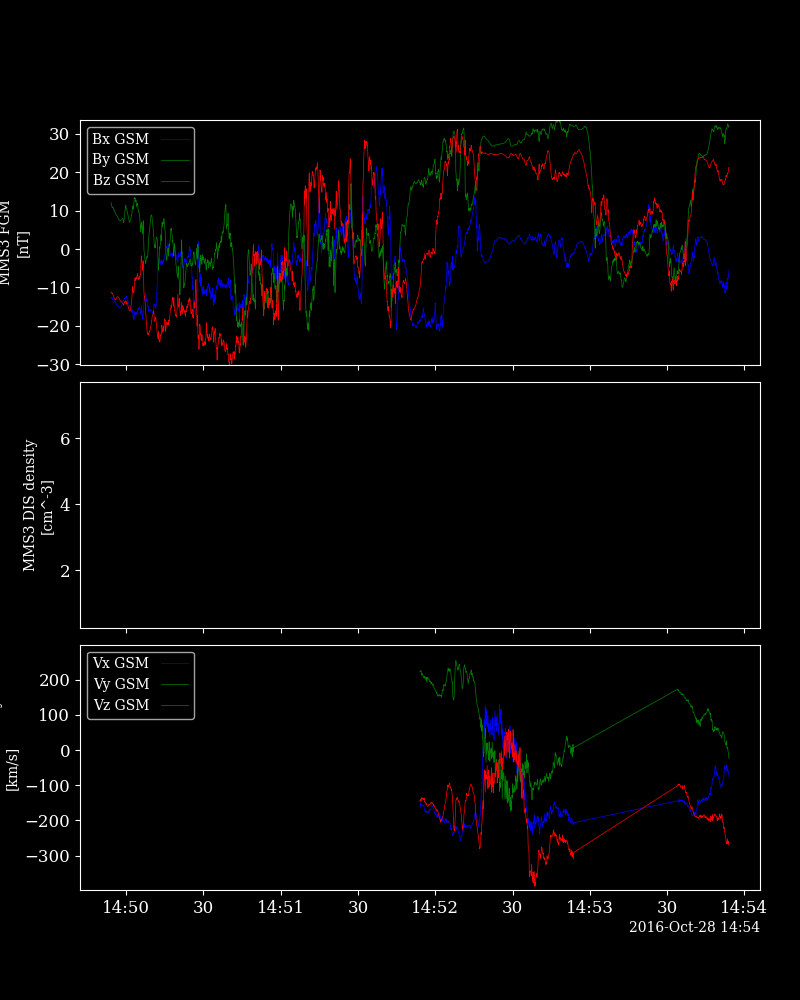 30
20
10
0
−10
−20
−30
MMS3 FGM
[nT]
Bx GSM
By GSM
Bz GSM
6
4
2
MMS3 DIS density
[cm^-3]
200
100
0
−100
−200
−300
[km/s]
Vx GSM
Vy GSM
Vz GSM
14:50 30 14:51 30 14:52 30 14:53 30 14:54
2016-Oct-28 14:54